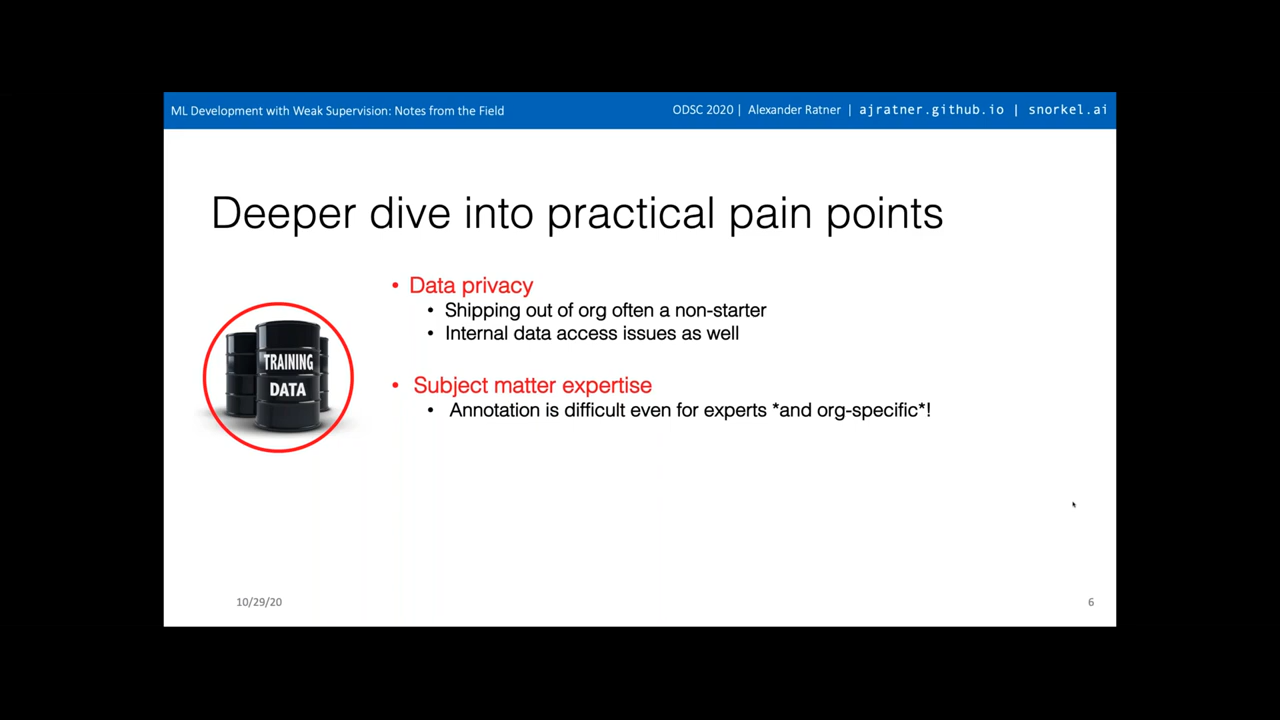 ML Development with Weak Supervision: Notes from the Field
ODSC 2020 | Alexander Ratner | ajratner.github.io | snorkel.ai
Deeper dive into practical pain points
• Data privacy
• Shipping out of org often a non-starter
• Internal data access issues as well
TRAINING
DATA
• Subject matter expertise
• Annotation is difficult even for experts *and org-specific*!
10/29/20
6